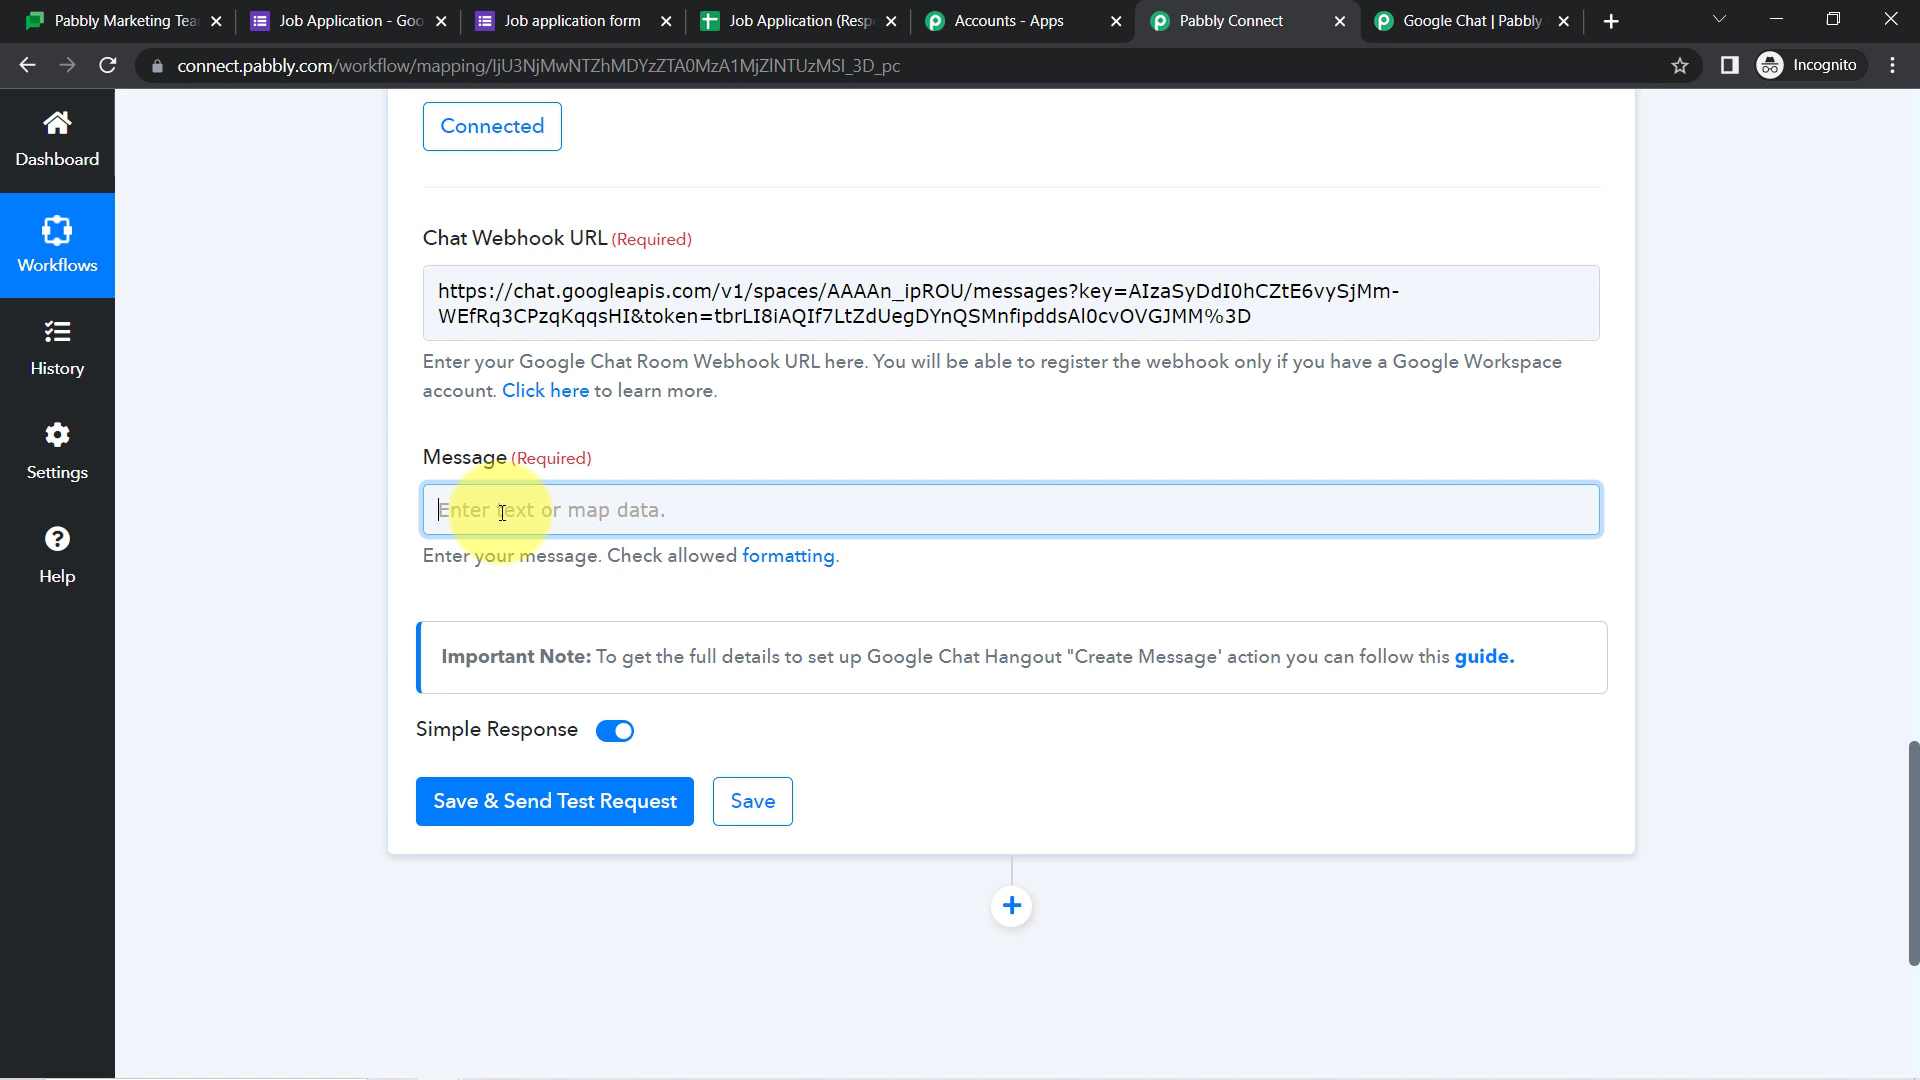 Pabbly Marketing Tea
Job Application - Goo
Job application form
Job Application (Resp
Accounts - Apps
Pabbly Connect
Google Chat | Pabbly
connect.pabbly.com/workflow/mapping/IjU3NjMwNTZhMDYzZTA0MzA1MjZlNTUzMSI_3D_pc
Incognito
Dashboard
Workflows
History
Settings
Help
Connected
Chat Webhook URL (Required)
https://chat.googleapis.com/v1/spaces/AAAAn_ipROU/messages?key=AIzaSyDdI0hCZtE6vySjMm-
WEfRq3CPzqKqqsHI&token=tbrLI8iAQIf7LtZdUegDYnQSMnfipddsAl0cvOVGJMM%3D
Enter your Google Chat Room Webhook URL here. You will be able to register the webhook only if you have a Google Workspace
account. Click here to learn more.
Message (Required)
Enter text or map data.
Enter your message. Check allowed formatting.
Important Note: To get the full details to set up Google Chat Hangout "Create Message' action you can follow this guide.
Simple Response
Save & Send Test Request
Save